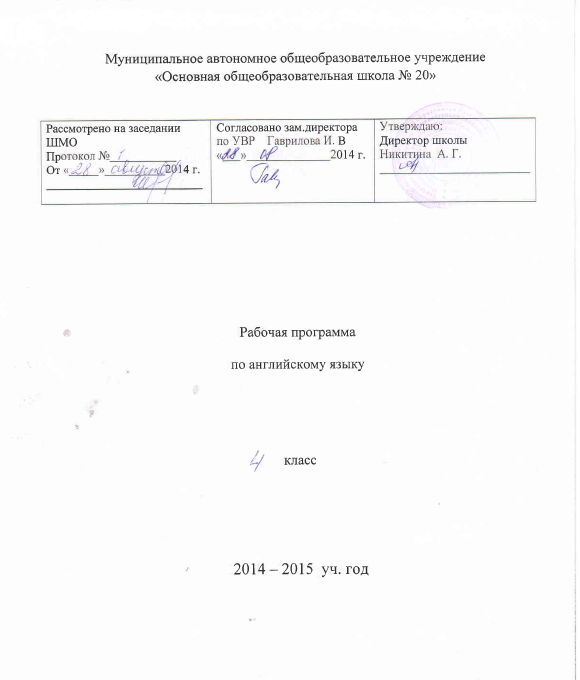 Муниципальное автономное общеобразовательное учреждение
«Основная общеобразовательная школа № 20»
Рассмотрено на заседании
ШМО
Протокол № 1
От «28» августа 2014 г.
Согласовано зам.директора
по УВР Гаврилова И. В
«28» 08 2014 г.
Утверждаю:
Директор школы
Никитина А. Г.
Рабочая программа
по английскому языку
4 класс
2014 – 2015 уч. год